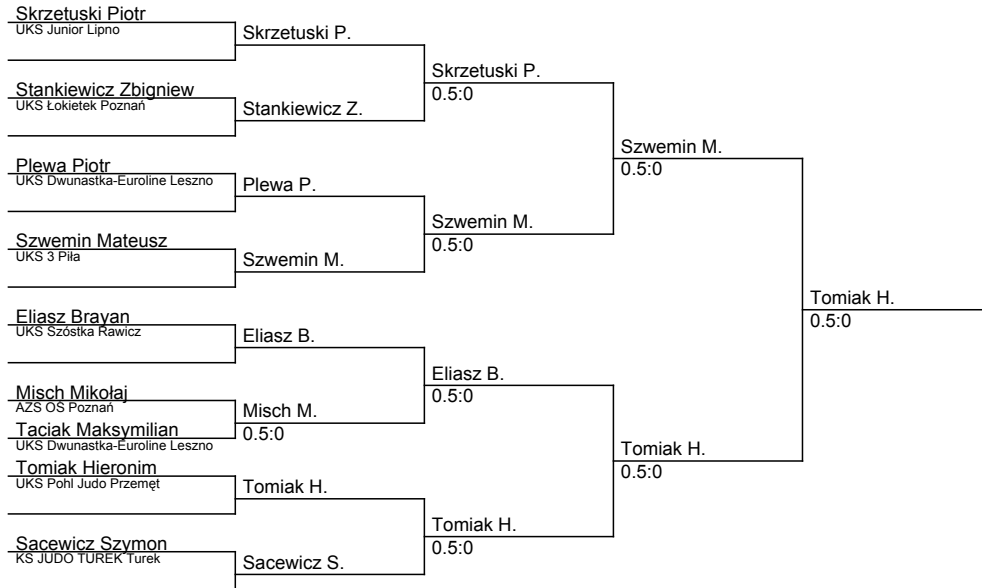 Skrzetuski Piotr
UKS Junior Lipno
Skrzetuski P.
Skrzetuski P.
0.5:0
Stankiewicz Zbigniew
UKS Łokietek Poznań
Stankiewicz Z.
Szwemin M.
0.5:0
Plewa Piotr
UKS Dwunastka-Euroline Leszno
Plewa P.
Szwemin M.
0.5:0
Szwemin Mateusz
UKS 3 Piła
Szwemin M.
Tomiak H.
0.5:0
Eliasz Brayan
UKS Szóstka Rawicz
Eliasz B.
Eliasz B.
0.5:0
Misch Mikołaj
AZS OŚ Poznań
Misch M.
0.5:0
Taciak Maksymilian
UKS Dwunastka-Euroline Leszno
Tomiak H.
0.5:0
Tomiak Hieronim
UKS Pohl Judo Przemęt
Tomiak H.
Tomiak H.
0.5:0
Sacewicz Szymon
KS JUDO TUREK Turek
Sacewicz S.